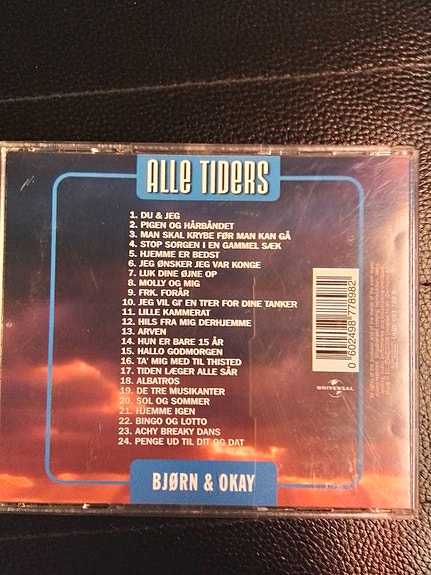 ALLE TIDERS
1. DU & JEG
2. PIGEN OG HÅRBÅNDET
3. MAN SKAL KRYBE FØR MAN KAN GÅ
4. STOP SORGEN I EN GAMMEL SÆK
5. HJEMME ER BEDST
6. JEG ØNSKER JEG VAR KONGE
7. LUK DINE ØJNE OP
8. MOLLY OG MIG
9. FRK. FORÅR
10. JEG VIL GI' EN TI'ER FOR DINE TANKER
11. LILLE KAMMERAT
12. HILS FRA MIG DERHJEMME
13. ARVEN
14. HUN ER BARE 15 ÅR
15. HALLO GODMORGEN
16. TA' MIG MED TIL THISTED
17. TIDEN LÆGER ALLE SÅR
18. ALBATROS
19. DE TRE MUSIKANTER
20. SOL OG SOMMER
21. HJEMME IGEN
22. BINGO OG LOTTO
23. ACHY BREAKY DANS
24. PENGE UD TIL DIT OG DAT
BJØRN & OKAY
0 602498 778982
UNIVERSAL